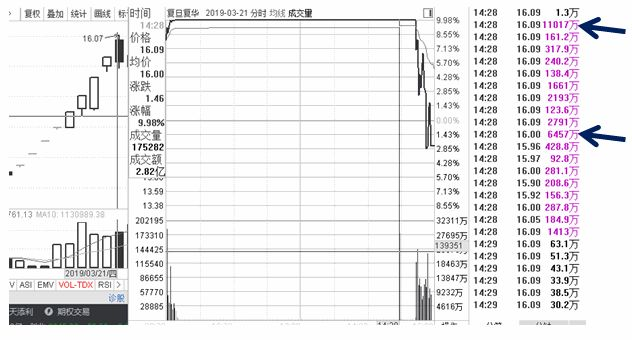 复权 叠加 统计 画线 标
16.07
761.13 MA10: 1130989.38
2019/03/21/四
V ASI EMV VOL-TDX RSI
诊股
天添利 期权交易
时间
14:28
价格
16.09
均价
16.00
涨跌
1.46
涨幅
9.98%
成交量
175282
成交额
2.82亿
13.59
13.38
202195
173310
144425
115540
86655
57770
28885
复旦复华 2019-03-21 分时 均线 成交量
9.98%
8.55%
7.13%
5.70%
4.28%
2.85%
1.43%
0.00%
1.43%
2.85%
4.28%
5.70%
7.13%
8.55%
32311万
27695万
139351
18463万
13847万
9232万
4616万
14:28
14:28 16.09 1.3万
14:28 16.09 11017万
14:28 16.09 161.2万
14:28 16.09 317.9万
14:28 16.09 240.2万
14:28 16.09 138.4万
14:28 16.09 1661万
14:28 16.09 2193万
14:28 16.09 123.6万
14:28 16.09 2791万
14:28 16.00 6457万
14:28 15.96 428.8万
14:28 15.97 92.8万
14:28 16.00 281.1万
14:28 15.90 208.6万
14:28 15.92 156.3万
14:28 16.00 287.8万
14:28 16.05 184.9万
14:28 16.09 1413万
14:29 16.09 63.1万
14:29 16.09 51.3万
14:29 16.09 43.1万
14:29 16.09 33.9万
14:29 16.09 38.5万
14:29 16.09 30.2万